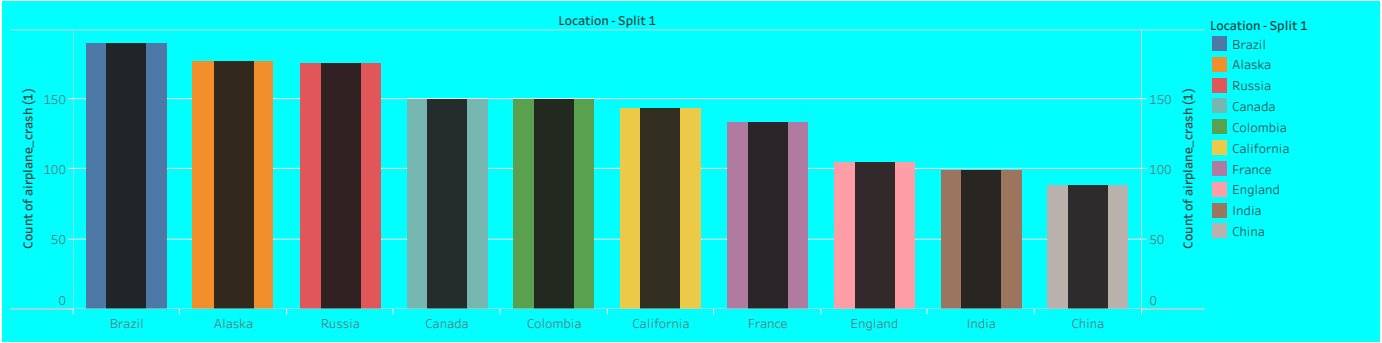 Location - Split 1
Count of airplane_crash (1)
150
100
50
0
Brazil
Alaska
Russia
Canada
Colombia
California
France
England
India
China
150
100
50
0
Count of airplane_crash (1)
Location - Split 1
Brazil
Alaska
Russia
Canada
Colombia
California
France
England
India
China